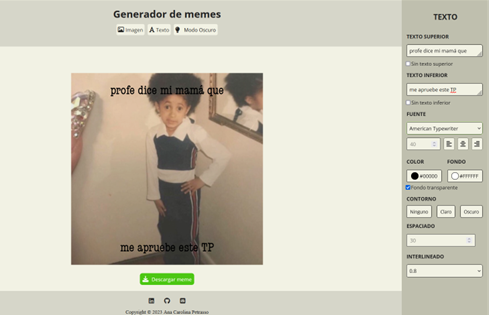 Generador de memes
Imagen
Texto
Modo Oscuro
profe dice mi mamá que
me apruebe este TP
Descargar meme
Copyright © 2023 Ana Carolina Petrasso
TEXTO
TEXTO SUPERIOR
profe dice mi mamá que
Sin texto superior
TEXTO INFERIOR
me apruebe este TP
Sin texto inferior
FUENTE
American Typewriter
40
COLOR FONDO
#00000 #FFFFFF
Fondo transparente
CONTORNO
Ninguno Claro Oscuro
ESPACIADO
30
INTERLINEADO
0.8